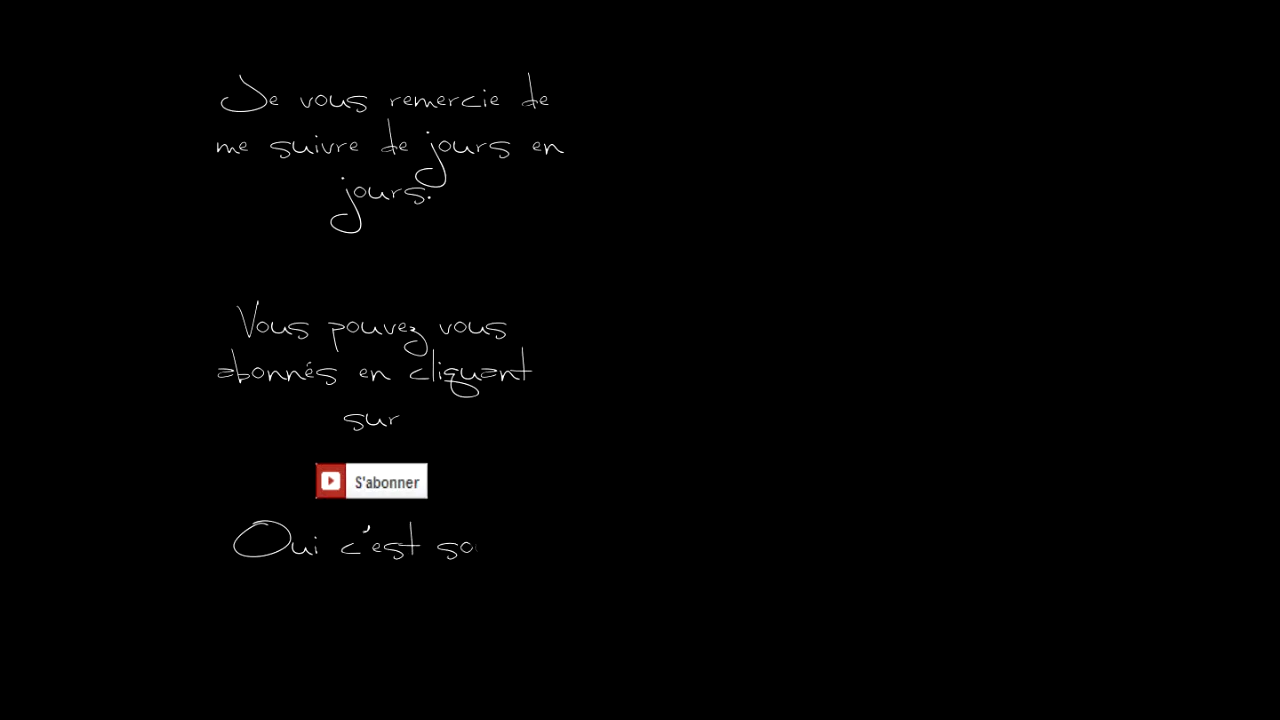 Je vous remercie de
me suivre de jours en
jours.
Vous pouvez vous
abonnés en cliquant
sur
S'abonner
Oui c'est